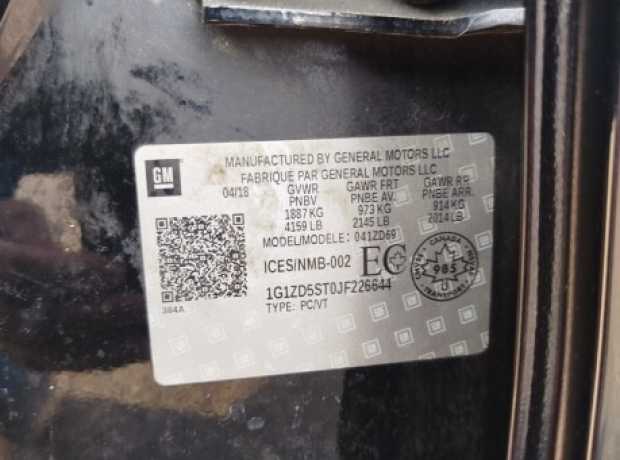 GM
MANUFACTURED BY GENERAL MOTORS LLC
FABRIQUE PAR GENERAL MOTORS LLC
04/18 GVWR GAWR FRT GAWR RR
PNBV PNBE AV. PNBE ARR.
1887 KG 973 KG 914 KG
4159 LB 2145 LB 2014 LB
MODEL/MODELE: 041ZD69
ICES/NMB-002 EC
CANADA
985
1G1ZD5ST0JF226644
384A
TYPE: PC/VT